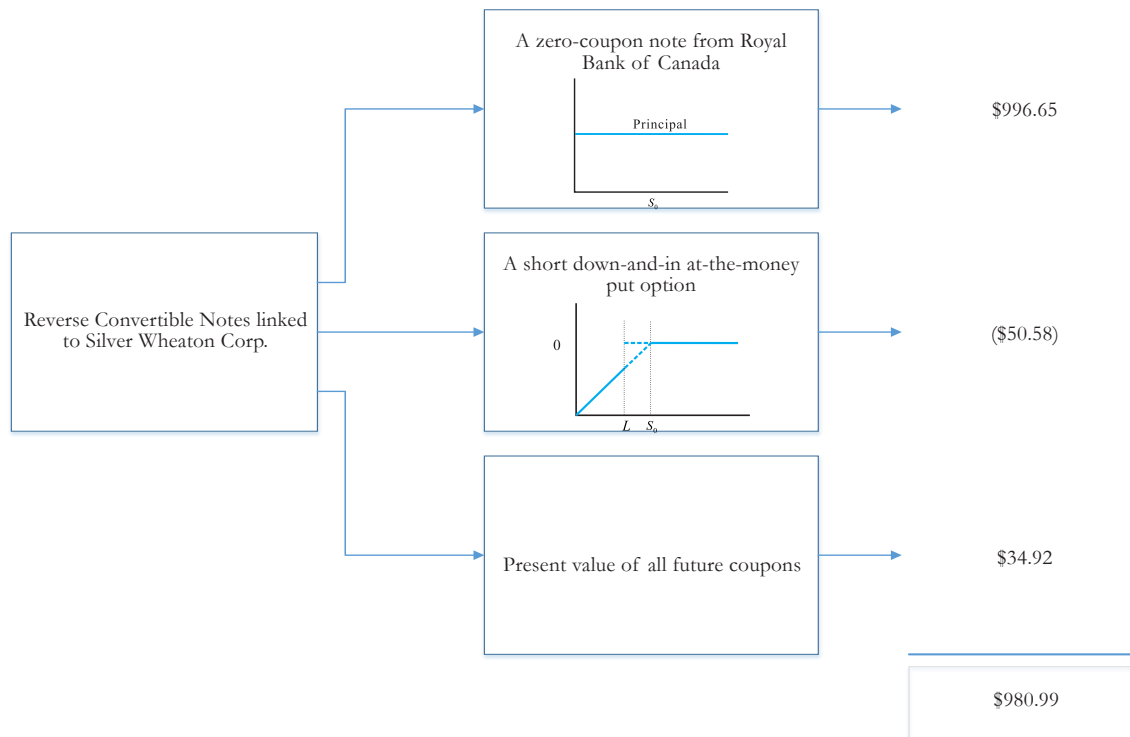 A zero-coupon note from Royal
Bank of Canada
Principal
S₀
$996.65
Reverse Convertible Notes linked
to Silver Wheaton Corp.
A short down-and-in at-the-money
put option
0
L S₀
($50.58)
Present value of all future coupons
$34.92
$980.99